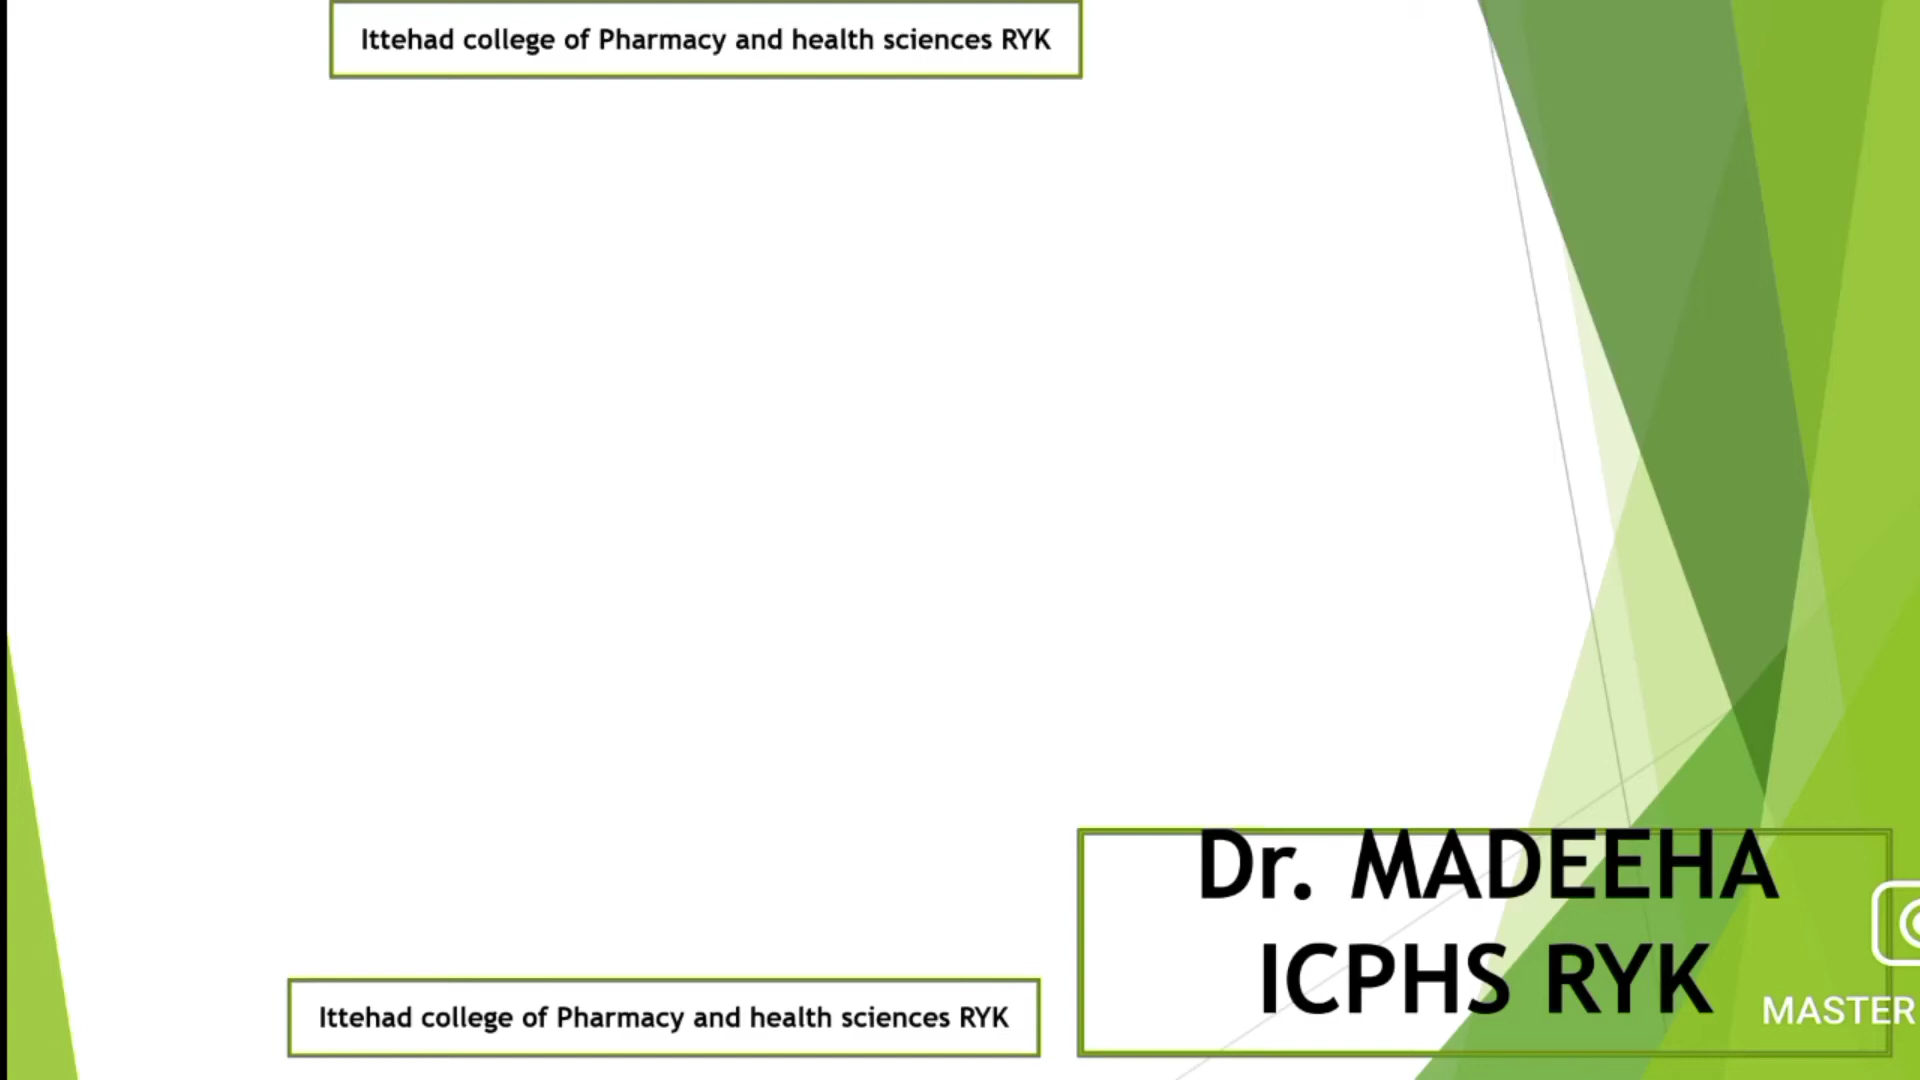 Ittehad college of Pharmacy and health sciences RYK
Dr. MADEEHA
ICPHS RYK
Ittehad college of Pharmacy and health sciences RYK
MASTER